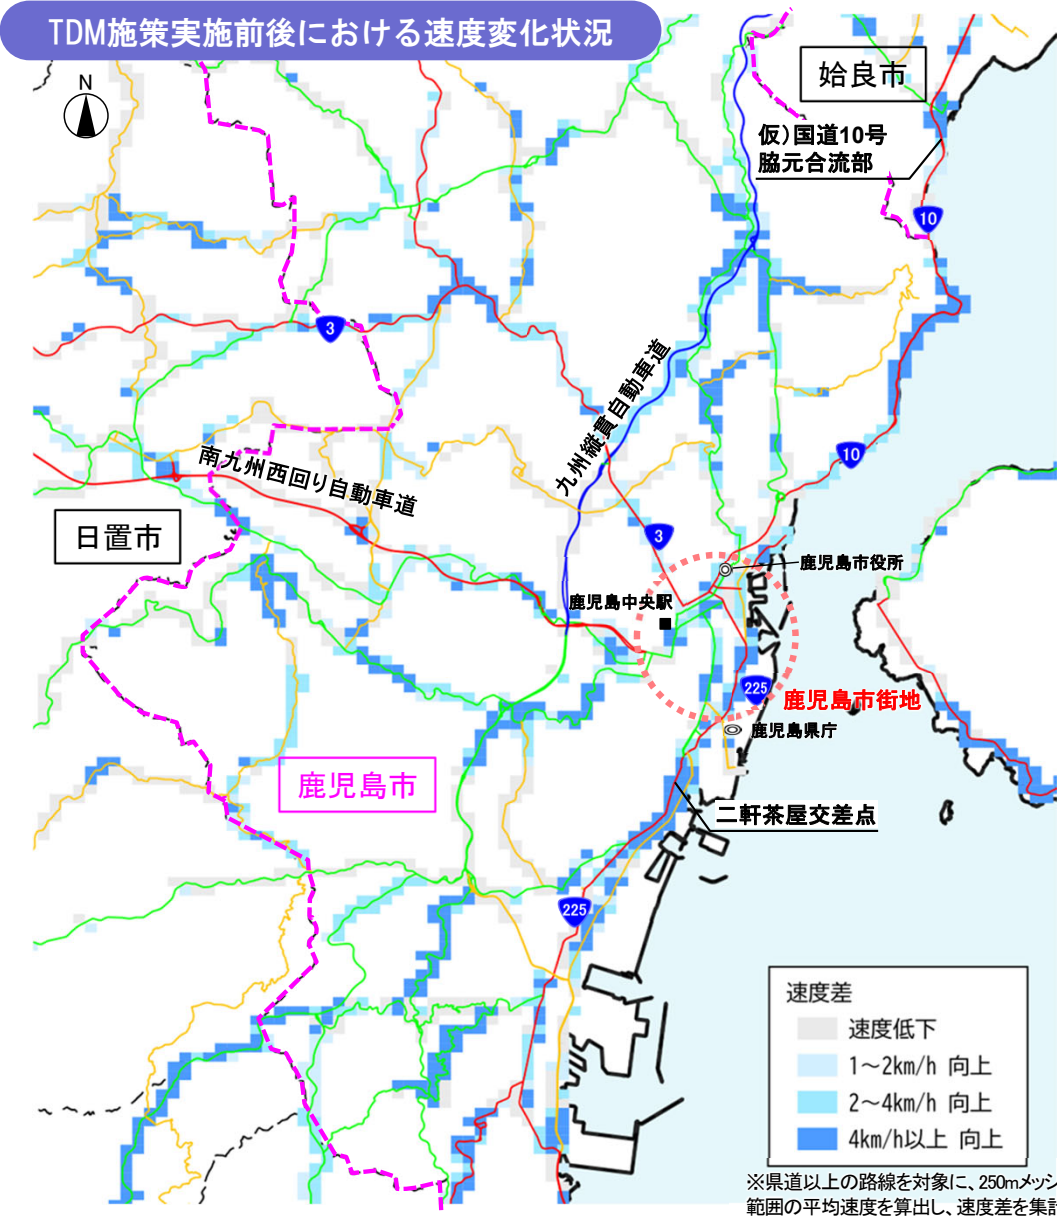 TDM施策実施前後における速度変化状況
N
姶良市
仮)国道10号
脇元合流部
10
3
九州縦貫自動車道
南九州西回り自動車道
10
日置市
3
鹿児島市役所
鹿児島中央駅
225
鹿児島市街地
鹿児島県庁
鹿児島市
二軒茶屋交差点
225
速度差
速度低下
1～2km/h 向上
2～4km/h 向上
4km/h以上 向上
※県道以上の路線を対象に、250mメッシ
範囲の平均速度を算出し、速度差を集計